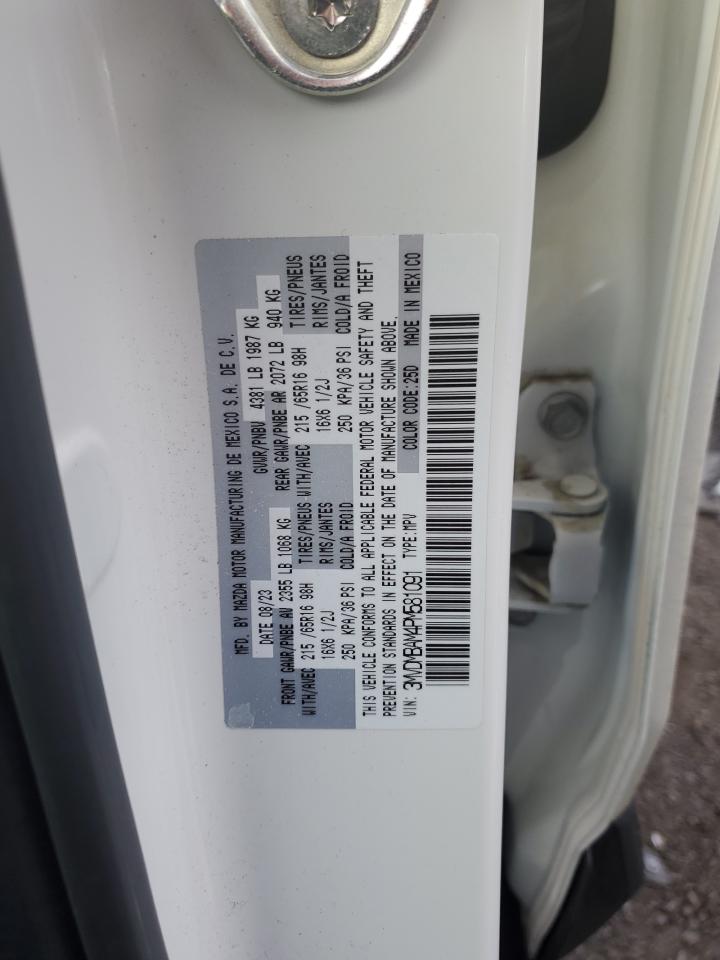 MFD. BY MAZDA MOTOR MANUFACTURING DE MEXICO S.A. DE C.V.
DATE 08/23 GVWR/PNBV 4381 LB 1987 KG
FRONT GAWR/PNBE AV 2355 LB 1068 KG REAR GAWR/PNBE AR 2072 LB 940 KG
WITH/AVEC 215 /65R16 98H TIRES/PNEUS WITH/AVEC 215 /65R16 98H TIRES/PNEUS
16X6 1/2J RIMS/JANTES 16X6 1/2J RIMS/JANTES
250 KPA/36 PSI COLD/A FROID 250 KPA/36 PSI COLD/A FROID
THIS VEHICLE CONFORMS TO ALL APPLICABLE FEDERAL MOTOR VEHICLE SAFETY AND THEFT
PREVENTION STANDARDS IN EFFECT ON THE DATE OF MANUFACTURE SHOWN ABOVE.
VIN: 3MVDMBAM4PM581091 TYPE:MPV COLOR CODE:25D MADE IN MEXICO